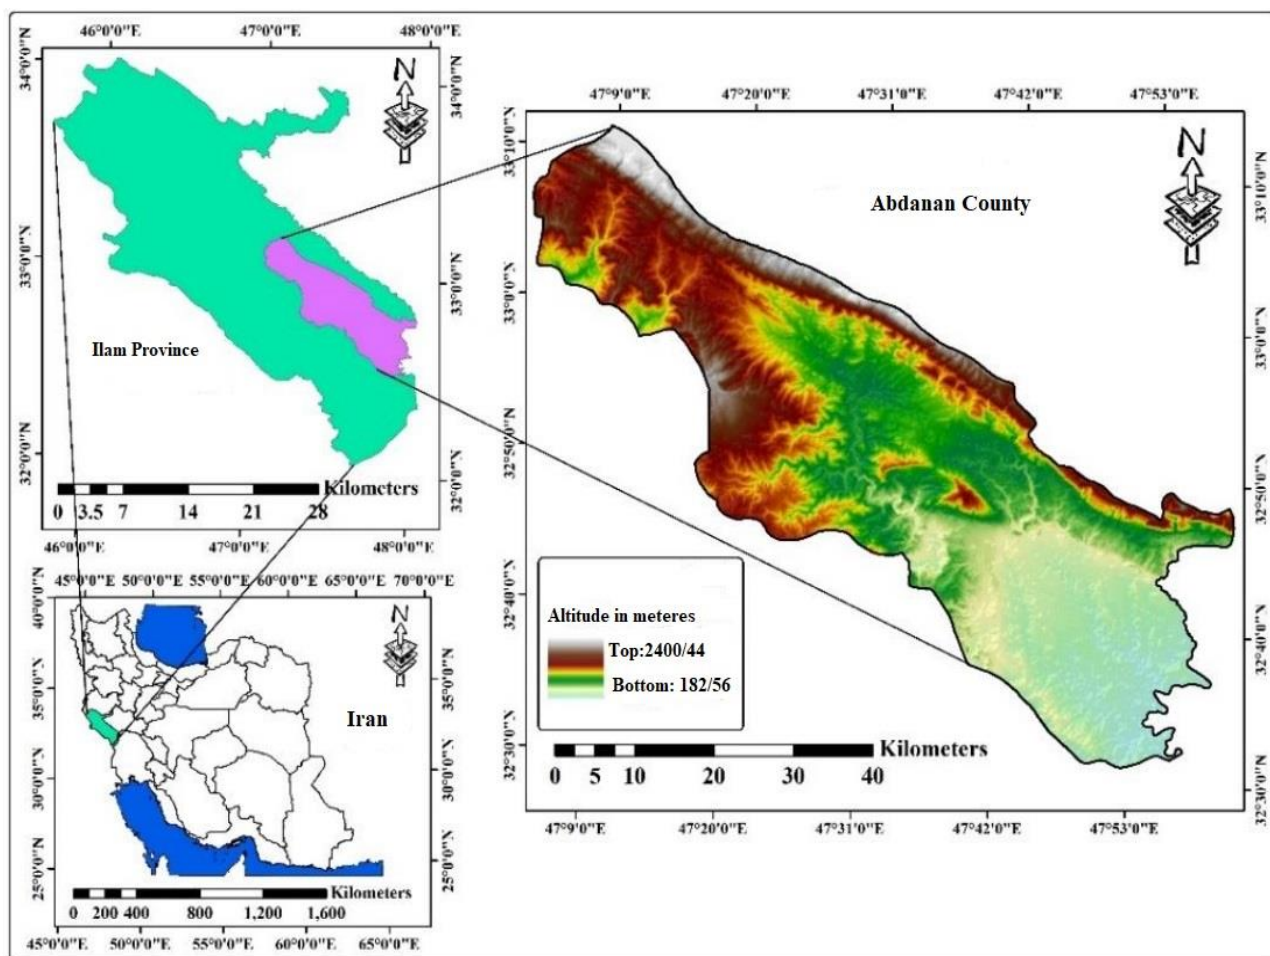 46°0'0"E 47°0'0"E 48°0'0"E
34°0'0"N
33°0'0"N
32°0'0"N
N
34°0'0"N
33°0'0"N
32°0'0"N
Ilam Province
Kilometers
0 3.5 7 14 21 28
46°0'0"E 47°0'0"E 48°0'0"E
47°9'0"E 47°20'0"E 47°31'0"E 47°42'0"E 47°53'0"E
33°10'0"N
33°0'0"N
32°50'0"N
32°40'0"N
32°30'0"N
Abdanan County
N
33°10'0"N
33°0'0"N
32°50'0"N
32°40'0"N
32°30'0"N
Altitude in meteres
Top:2400/44
Bottom: 182/56
Kilometers
0 5 10 20 30 40
47°9'0"E 47°20'0"E 47°31'0"E 47°42'0"E 47°53'0"E
45°0'0"E 50°0'0"E 55°0'0"E 60°0'0"E 65°0'0"E 70°0'0"E
40°0'0"N
35°0'0"N
30°0'0"N
25°0'0"N
N
Iran
35°0'0"N
30°0'0"N
25°0'0"N
Kilometers
0 200 400 800 1,200 1,600
45°0'0"E 50°0'0"E 55°0'0"E 60°0'0"E 65°0'0"E